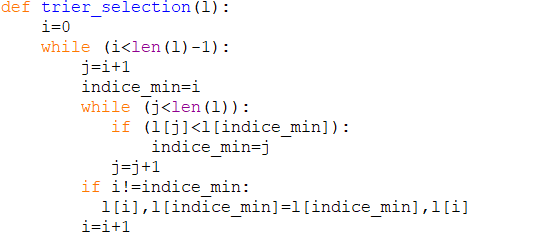 def trier_selection(l):
    i=0
    while (i<len(l)-1):
        j=i+1
        indice_min=i
        while (j<len(l)):
           if (l[j]<l[indice_min]):
               indice_min=j
           j=j+1
        if i!=indice_min:
          l[i],l[indice_min]=l[indice_min],l[i]
        i=i+1